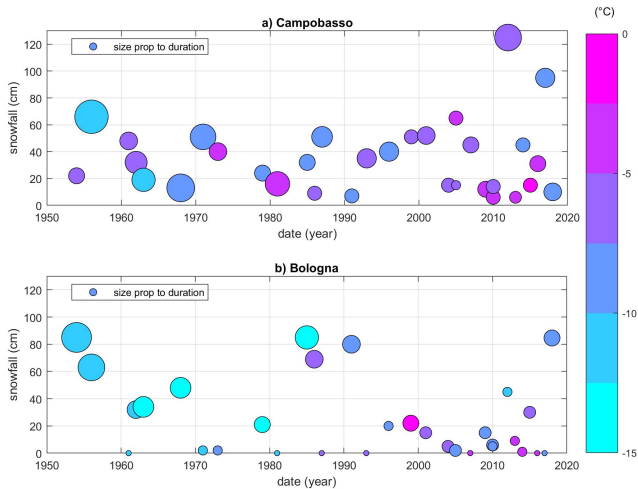 (°C)
a) Campobasso
size prop to duration
120
100
80
60
40
20
0
snowfall (cm)
1950 1960 1970 1980 1990 2000 2010 2020
date (year)
b) Bologna
size prop to duration
120
100
80
60
40
20
0
snowfall (cm)
1950 1960 1970 1980 1990 2000 2010 2020
date (year)
0
-5
-10
-15